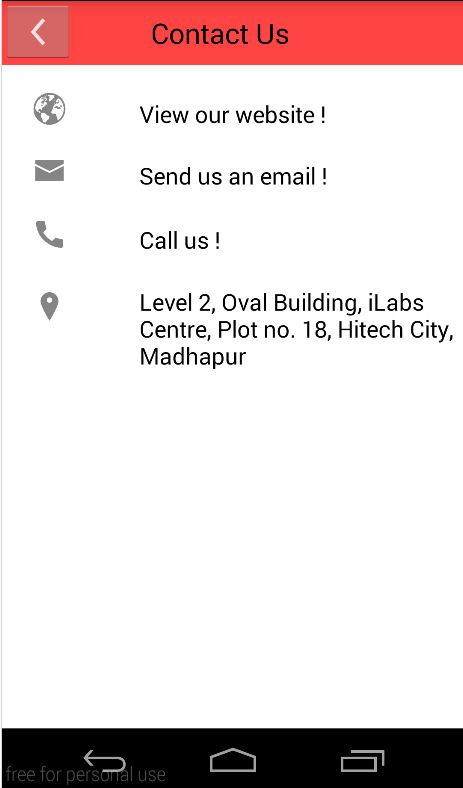 Contact Us
View our website !
Send us an email !
Call us !
Level 2, Oval Building, iLabs
Centre, Plot no. 18, Hitech City,
Madhapur
free for personal use